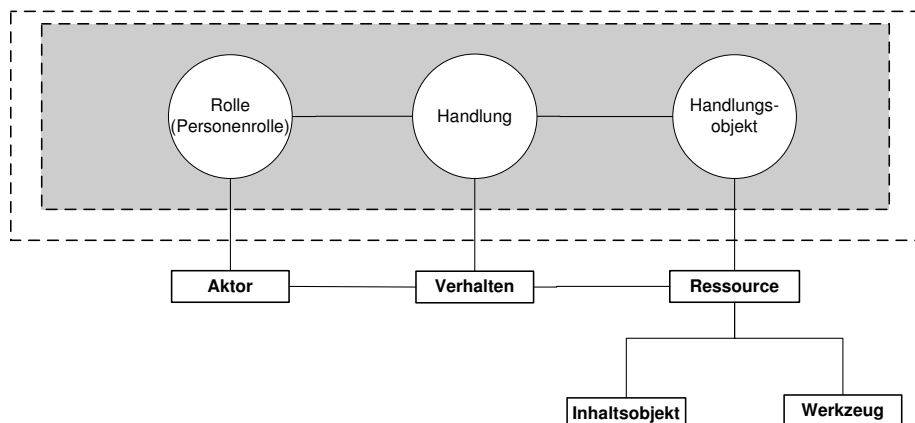 Rolle
(Personenrolle)
Handlung
Handlungs-
objekt
Aktor
Verhalten
Ressource
Inhaltsobjekt
Werkzeug